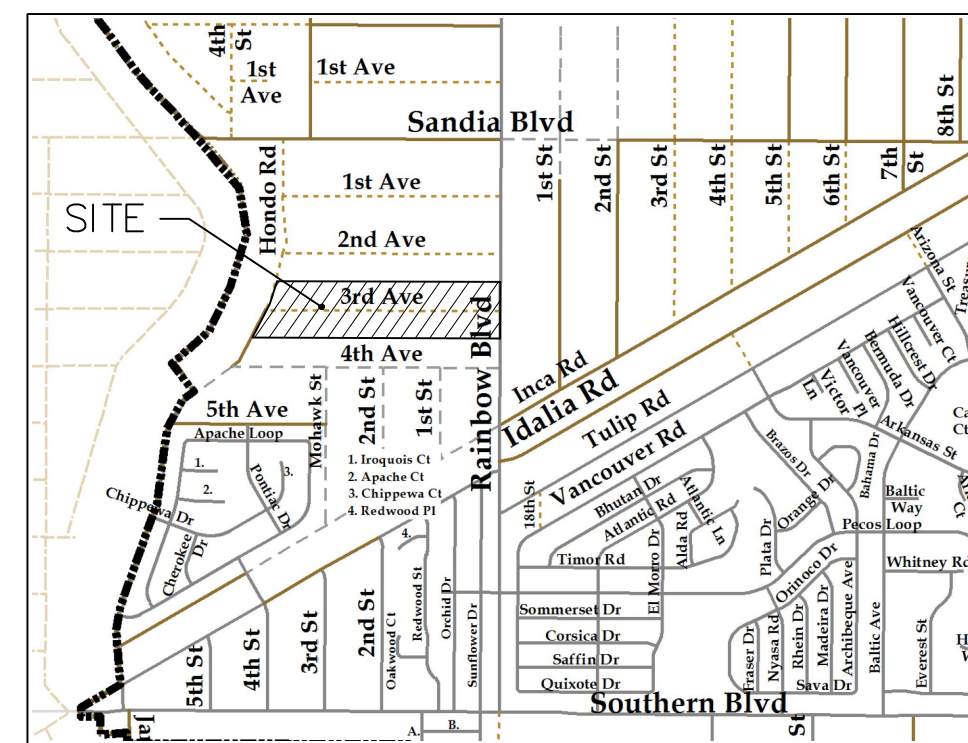 4th St
1st Ave
1st Ave
8th St
Sandia Blvd
Hondo Rd
1st Ave
1st St
2nd St
3rd St
4th St
5th St
6th St
7th St
SITE
2nd Ave
3rd Ave
4th Ave
Rainbow Blvd
Inca Rd
Idalia Rd
Tulip Rd
Vancouver Rd
Arizona St
Vancouver Ct
Hillcrest Dr
Bermuda Dr
Vancouver Pl
Victor Ln
Arkansas St
5th Ave
Apache Loop
Mohawk St
2nd St
1st St
1.
2.
3.
Pontiac Dr
Chippewa Dr
Cherokee Dr
1. Iroquois Ct
2. Apache Ct
3. Chippewa Ct
4. Redwood Pl
4.
18th St
Bhutan Dr
Atlantic Rd
Atlantic Ln
Brazos Dr
Orange Dr
Bahama Dr
Baltic Way
Pecos Loop
Timor Rd
El Morro Dr
Alda Rd
Plata Dr
Orinoco Dr
Whitney Rd
5th St
4th St
3rd St
2nd St
Oakwood Ct
Redwood St
Orchid Dr
Sunflower Dr
Sommerset Dr
Corsica Dr
Saffin Dr
Quixote Dr
Fraser Dr
Nyasa Rd
Rhein Dr
Madeira Dr
Archibeque Ave
Baltic Ave
Everest St
Sava Dr
Southern Blvd
A.
B.
St